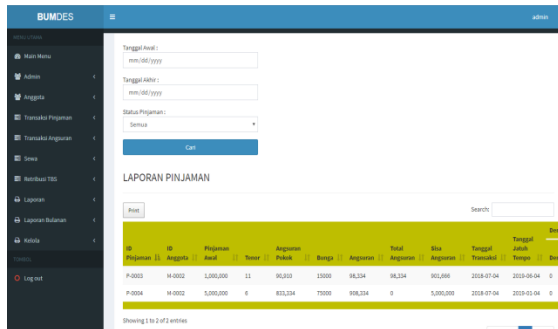 BUMDES
admin
MENU UTAMA
Main Menu
Admin
Anggota
Transaksi Pinjaman
Transaksi Angsuran
Sewa
Retribusi TBS
Laporan
Laporan Bulanan
Kelola
TOMBOL
Log out
Tanggal Awal :
mm/dd/yyyy
Tanggal Akhir :
mm/dd/yyyy
Status Pinjaman :
Semua
Cari
LAPORAN PINJAMAN
Print
Search:
ID Pinjaman ID Anggota Pinjaman Awal Tenor Angsuran Pokok Bunga Angsuran Total Angsuran Sisa Angsuran Tanggal Transaksi Tanggal Jatuh Tempo
P-0003 M-0002 1,000,000 11 90,910 15000 98,334 98,334 901,666 2018-07-04 2019-06-04 0
P-0004 M-0002 5,000,000 6 833,334 75000 908,334 0 5,000,000 2018-07-04 2019-01-04 0
Showing 1 to 2 of 2 entries